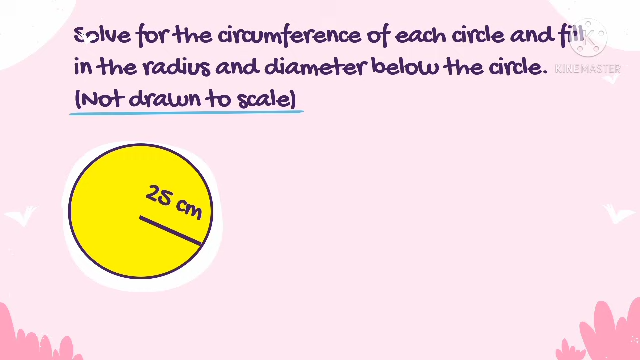 Solve for the circumference of each circle and fill
in the radius and diameter below the circle.
(Not drawn to scale)
KINEMASTER
25 cm